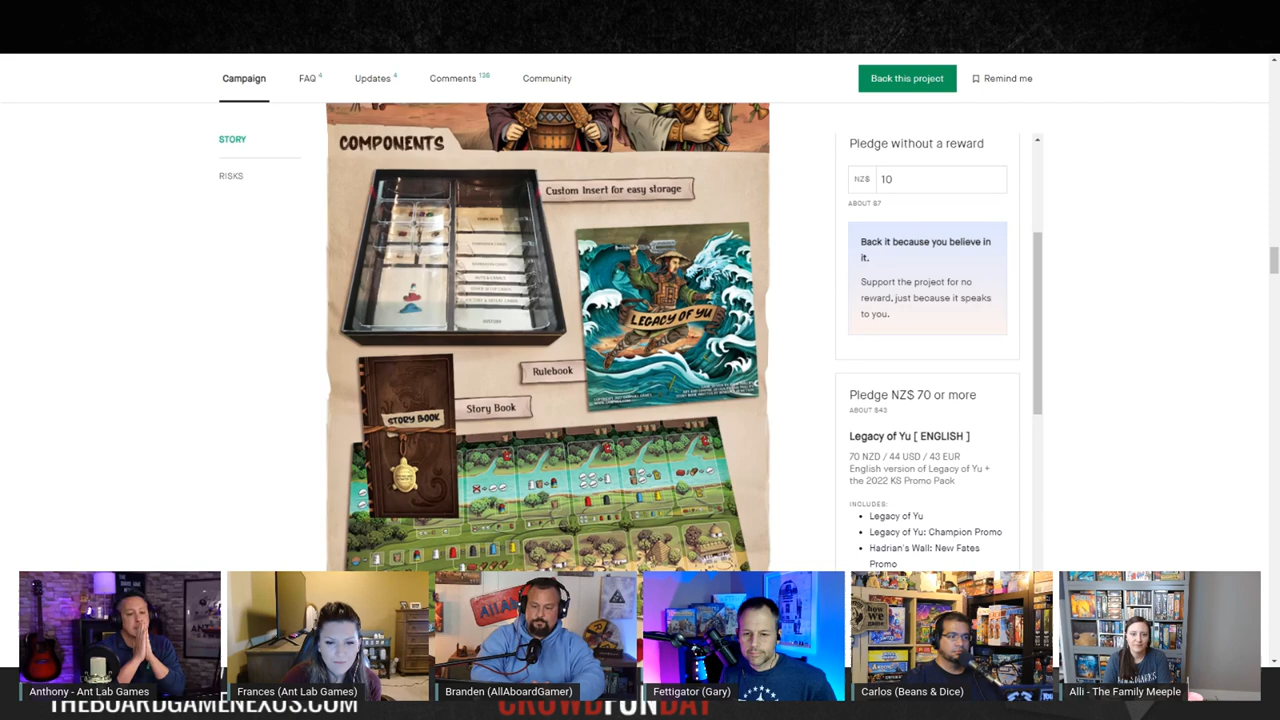 Campaign
FAQ 4
Updates 4
Comments 136
Community
Back this project
Remind me
STORY
RISKS
COMPONENTS
Custom Insert for easy storage
LEGACY OF YU
Rulebook
Story Book
STORY BOOK
Pledge without a reward
NZ$ 10
ABOUT $7
Back it because you believe in
it.
Support the project for no
reward, just because it speaks
to you.
Pledge NZ$ 70 or more
ABOUT $43
Legacy of Yu [ ENGLISH ]
70 NZD / 44 USD / 43 EUR
English version of Legacy of Yu +
the 2022 KS Promo Pack
INCLUDES:
• Legacy of Yu
• Legacy of Yu: Champion Promo
• Hadrian's Wall: New Fates
Promo
how
we
game
Anthony - Ant Lab Games
Frances (Ant Lab Games)
Branden (AllAboardGamer)
Fettigator (Gary)
Carlos (Beans & Dice)
Alli - The Family Meeple
THEBOARDGAMENEXUS.COM
CROWDFUNDAY